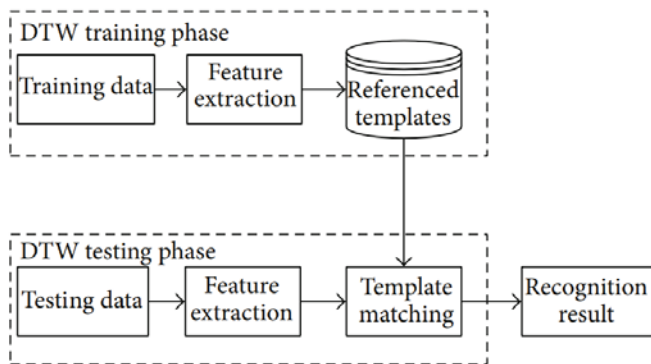 DTW training phase
Training data
Feature
extraction
Referenced
templates
DTW testing phase
Testing data
Feature
extraction
Template
matching
Recognition
result